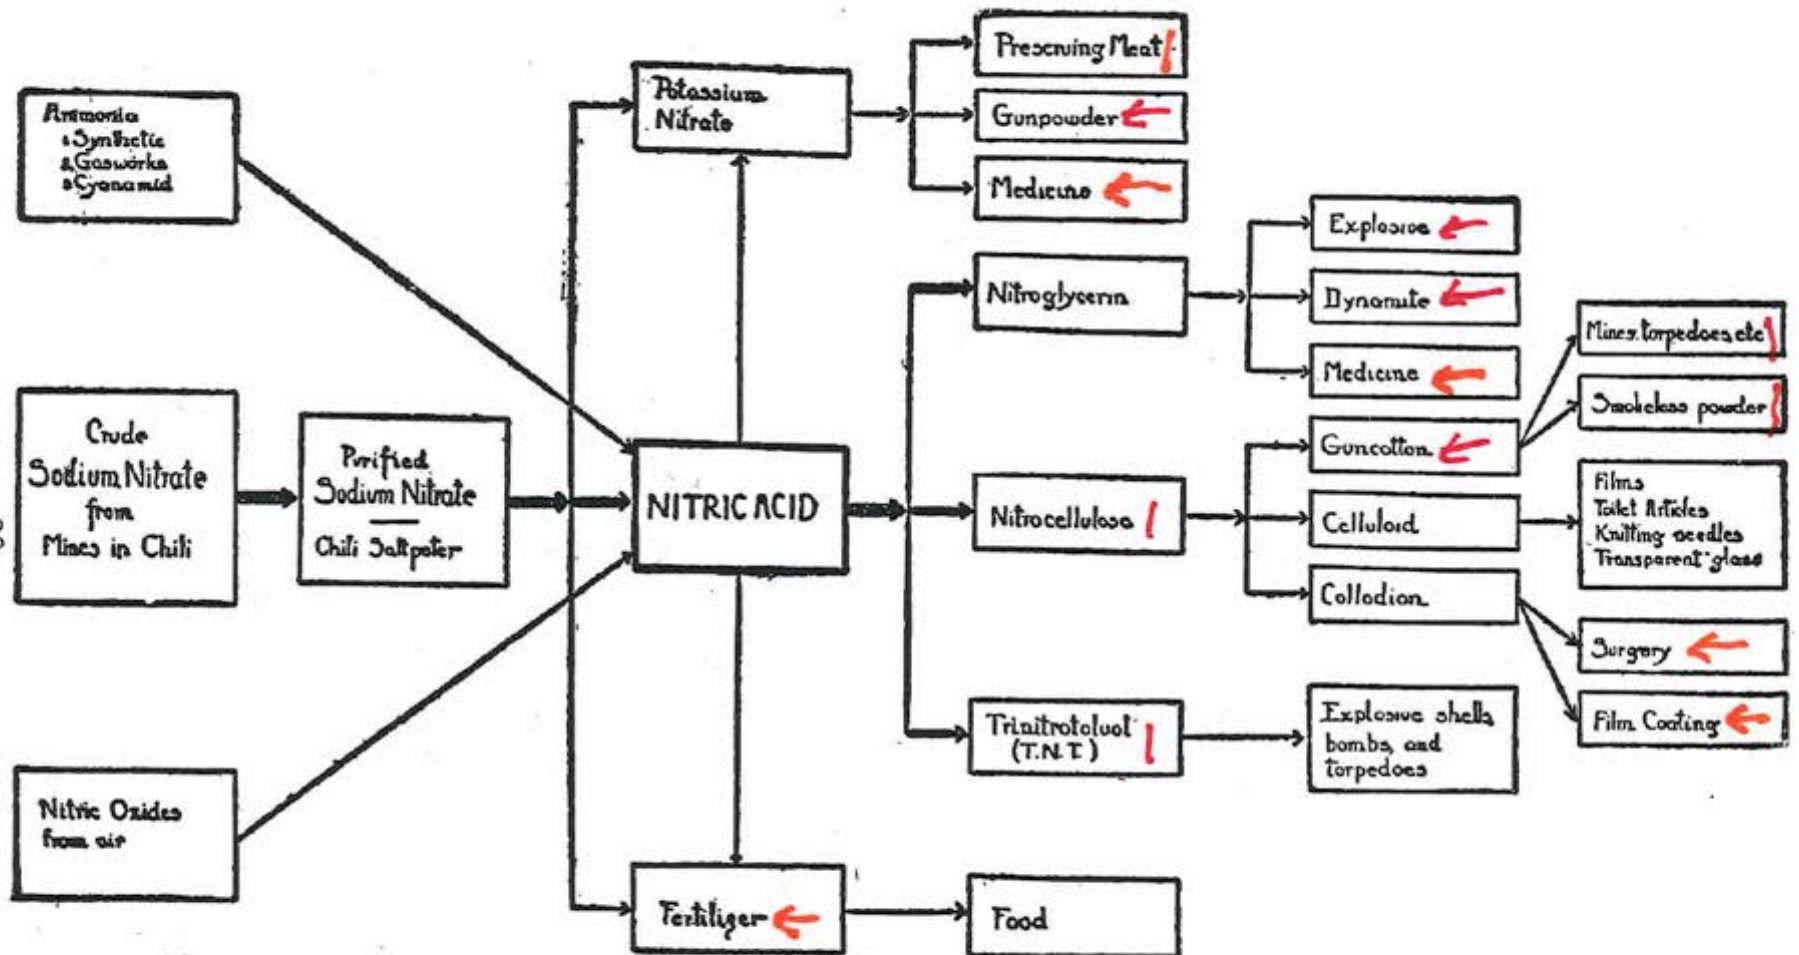 Ammonia
1 Synthetic
2 Gasworks
3 Cyanamid
Crude
Sodium Nitrate
from
Mines in Chili
Nitric Oxides
from air
Purified
Sodium Nitrate
Chili Saltpeter
Potassium
Nitrate
NITRIC ACID
Fertilizer
Preserving Meat
Gunpowder
Medicine
Nitroglycerin
Nitrocellulose
Trinitrotoluol
(T.N.T.)
Food
Explosive
Dynamite
Medicine
Guncotton
Celluloid
Collodion
Explosive shells
bombs, and
torpedoes
Mines, torpedoes, etc
Smokeless powder
Films
Toilet Articles
Knitting needles
Transparent glass
Surgery
Film Coating